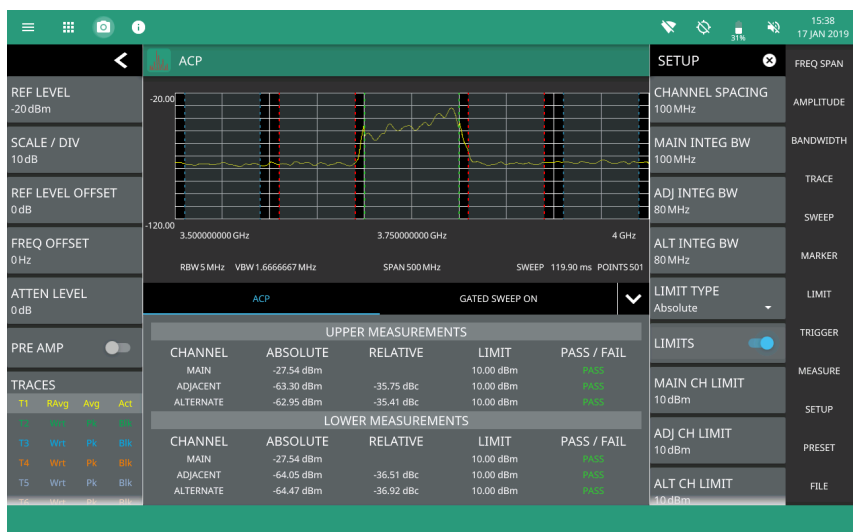 31%
15:38
17 JAN 2019
REF LEVEL
-20 dBm
SCALE / DIV
10 dB
REF LEVEL OFFSET
0 dB
FREQ OFFSET
0 Hz
ATTEN LEVEL
0 dB
PRE AMP
TRACES
T1 RAvg Avg Act
T2 Wrt Pk Blk
T3 Wrt Pk Blk
T4 Wrt Pk Blk
T5 Wrt Pk Blk
T6 Wrt Pk Blk
ACP
-20.00
-120.00
3.500000000 GHz 3.750000000 GHz 4 GHz
RBW 5 MHz VBW 1.6666667 MHz SPAN 500 MHz SWEEP 119.90 ms POINTS 501
ACP GATED SWEEP ON
UPPER MEASUREMENTS
CHANNEL ABSOLUTE RELATIVE LIMIT PASS / FAIL
MAIN -27.54 dBm 10.00 dBm PASS
ADJACENT -63.30 dBm -35.75 dBc 10.00 dBm PASS
ALTERNATE -62.95 dBm -35.41 dBc 10.00 dBm PASS
LOWER MEASUREMENTS
CHANNEL ABSOLUTE RELATIVE LIMIT PASS / FAIL
MAIN -27.54 dBm 10.00 dBm PASS
ADJACENT -64.05 dBm -36.51 dBc 10.00 dBm PASS
ALTERNATE -64.47 dBm -36.92 dBc 10.00 dBm PASS
SETUP
CHANNEL SPACING
100 MHz
MAIN INTEG BW
100 MHz
ADJ INTEG BW
80 MHz
ALT INTEG BW
80 MHz
LIMIT TYPE
Absolute
LIMITS
MAIN CH LIMIT
10 dBm
ADJ CH LIMIT
10 dBm
ALT CH LIMIT
10 dBm
FREQ SPAN
AMPLITUDE
BANDWIDTH
TRACE
SWEEP
MARKER
LIMIT
TRIGGER
MEASURE
SETUP
PRESET
FILE